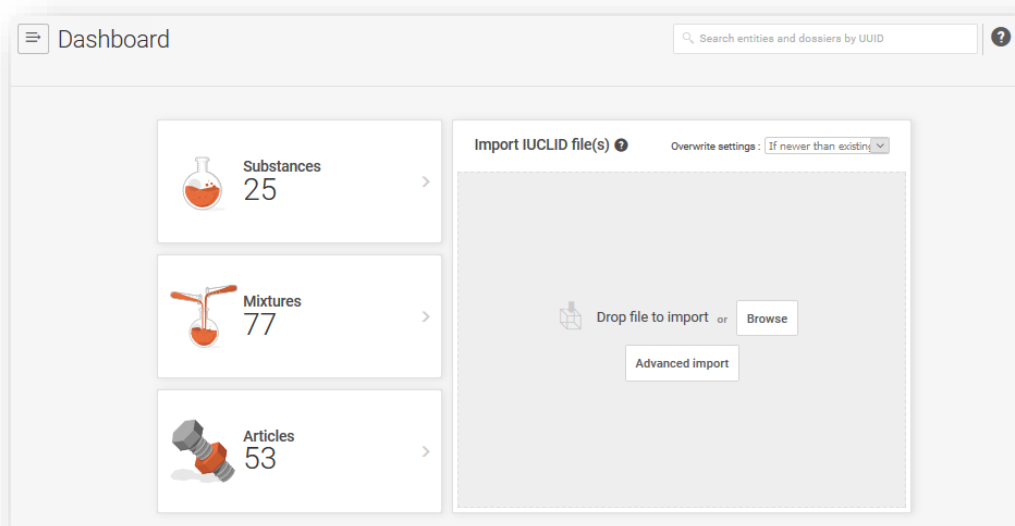 Dashboard
Search entities and dossiers by UUID
?
Substances
25
Mixtures
77
Articles
53
Import IUCLID file(s) ?
Overwrite settings : If newer than existing
Drop file to import or Browse
Advanced import